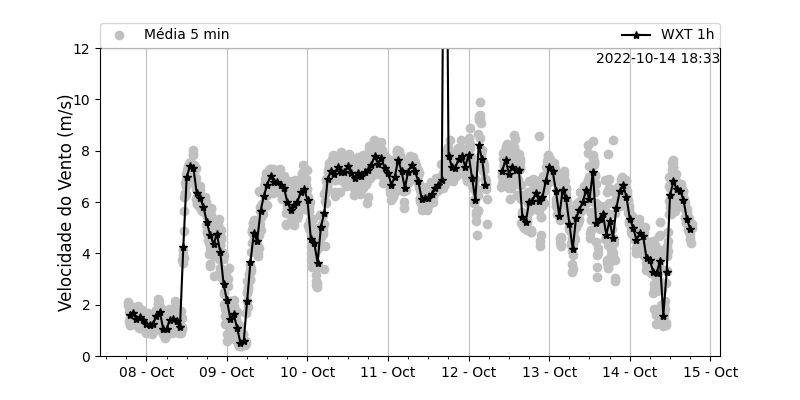 Média 5 min
WXT 1h
2022-10-14 18:33
Velocidade do Vento (m/s)
12
10
8
6
4
2
0
08 - Oct
09 - Oct
10 - Oct
11 - Oct
12 - Oct
13 - Oct
14 - Oct
15 - Oct